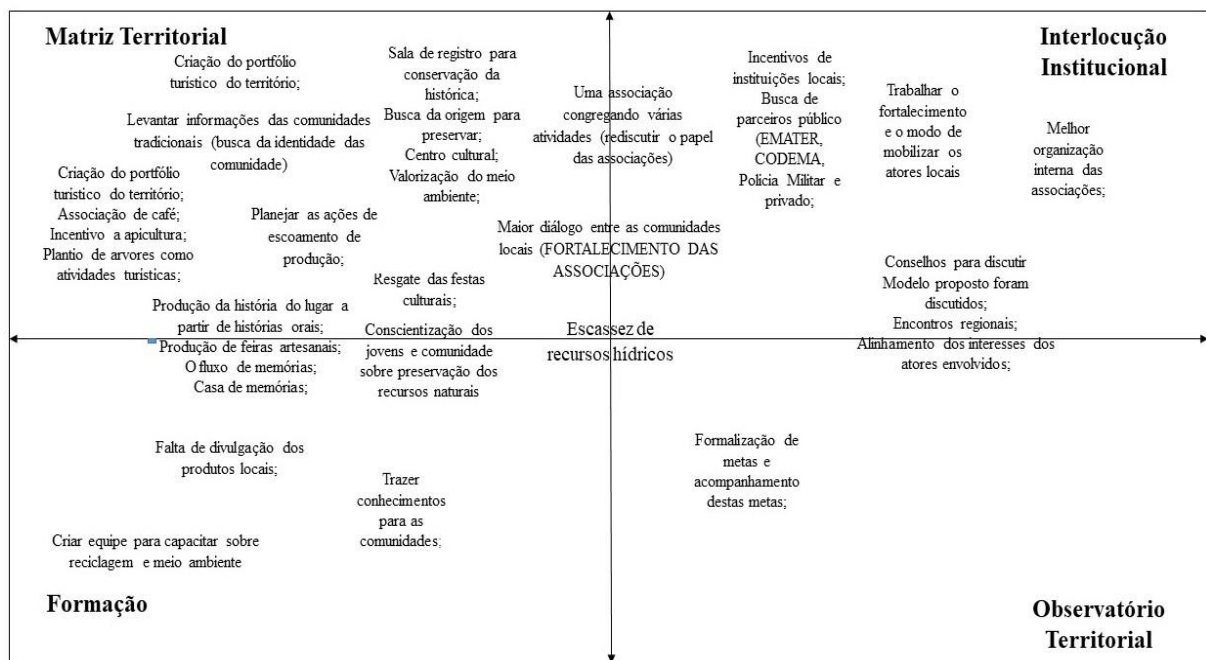 Matriz Territorial
Criação do portfólio
turistico do território;
Levantar informações das comunidades
tradicionais (busca da identidade das
comunidade)
Criação do portfólio
turistico do território;
Associação de café;
Incentivo a apicultura;
Plantio de arvores como
atividades turisticas;
Planejar as ações de
escoamento de
produção;
Sala de registro para
conservação da
histórica;
Busca da origem para
preservar;
Centro cultural;
Valorização do meio
ambiente;
Resgate das festas
culturais;
Uma associação
congregando várias
atividades (rediscutir o papel
das associações)
Maior diálogo entre as comunidades
locais (FORTALECIMENTO DAS
ASSOCIAÇÕES)
Interlocução
Institucional
Incentivos de
instituições locais;
Busca de
parceiros público
(EMATER,
CODEMA,
Policia Militar e
privado;
Trabalhar o
fortalecimento
e o modo de
mobilizar os
atores locais
Melhor
organização
interna das
associações;
Conselhos para discutir
Modelo proposto foram
discutidos;
Encontros regionais;
Alinhamento dos interesses dos
atores envolvidos;
Produção da história do lugar a
partir de histórias orais;
Produção de feiras artesanais;
O fluxo de memórias;
Casa de memórias;
Conscientização dos
jovens e comunidade
sobre preservação dos
recursos naturais
Escassez de
recursos hídricos
Falta de divulgação dos
produtos locais;
Trazer
conhecimentos
para as
comunidades;
Criar equipe para capacitar sobre
reciclagem e meio ambiente
Formação
Formalização de
metas e
acompanhamento
destas metas;
Observatório
Territorial